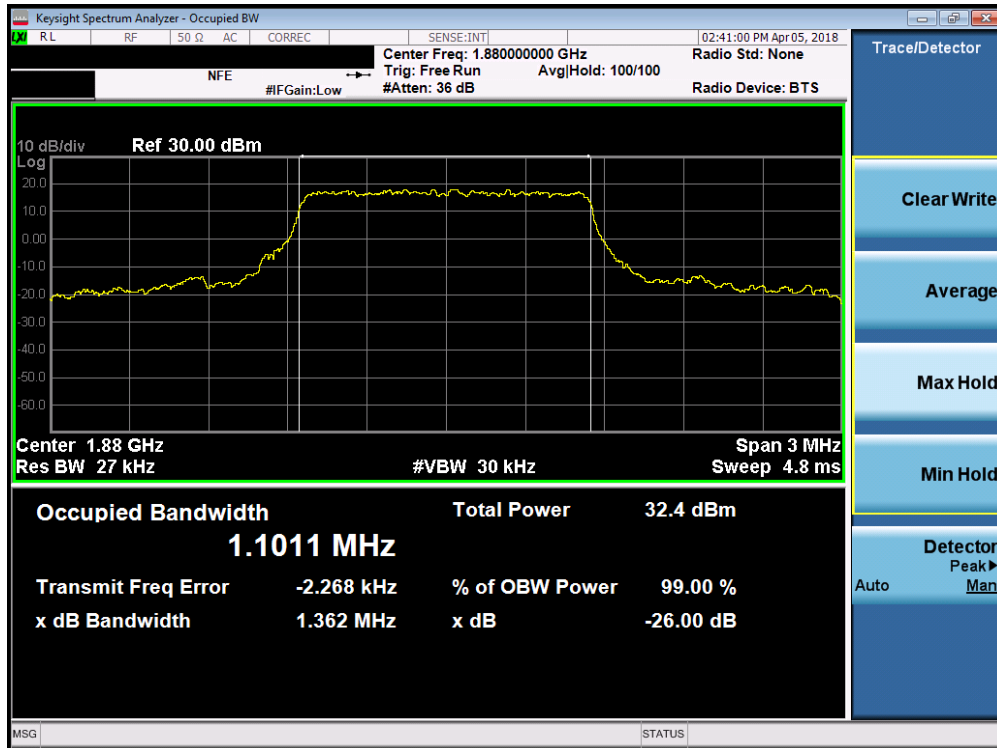 Keysight Spectrum Analyzer - Occupied BW
LXI RL RF 50 Ω AC CORREC SENSE:INT 02:41:00 PM Apr 05, 2018
Center Freq: 1.880000000 GHz Radio Std: None
NFE Trig: Free Run Avg|Hold: 100/100
#IFGain:Low #Atten: 36 dB Radio Device: BTS
Trace/Detector
10 dB/div Ref 30.00 dBm
Log
20.0
10.0
0.00
-10.0
-20.0
-30.0
-40.0
-50.0
-60.0
Center 1.88 GHz Span 3 MHz
Res BW 27 kHz #VBW 30 kHz Sweep 4.8 ms
Occupied Bandwidth Total Power 32.4 dBm
1.1011 MHz
Transmit Freq Error -2.268 kHz % of OBW Power 99.00 %
x dB Bandwidth 1.362 MHz x dB -26.00 dB
Clear Write
Average
Max Hold
Min Hold
Detector
Peak▶
Auto Man
MSG STATUS